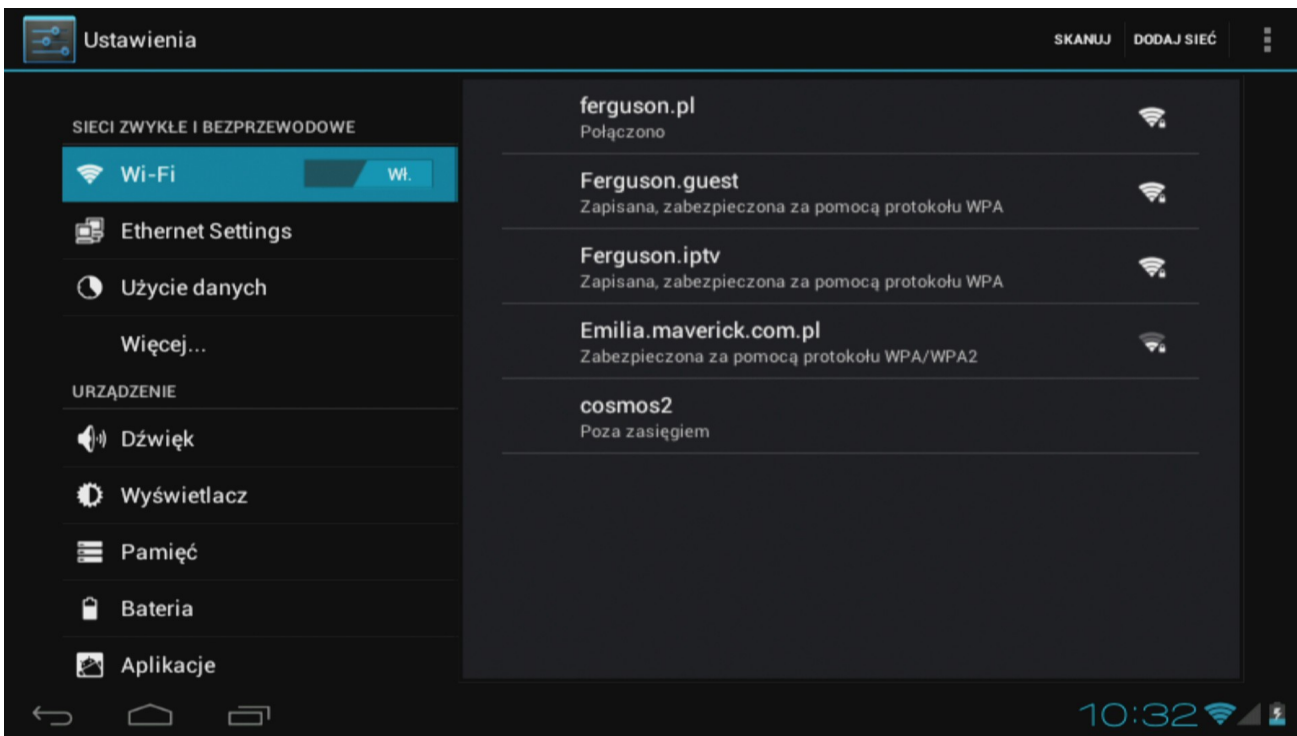 Ustawienia
SKANUJ
DODAJ SIEĆ
SIECI ZWYKŁE I BEZPRZEWODOWE
Wi-Fi
Wł.
Ethernet Settings
Użycie danych
Więcej...
URZĄDZENIE
Dźwięk
Wyświetlacz
Pamięć
Bateria
Aplikacje
ferguson.pl
Połączono
Ferguson.guest
Zapisana, zabezpieczona za pomocą protokołu WPA
Ferguson.iptv
Zapisana, zabezpieczona za pomocą protokołu WPA
Emilia.maverick.com.pl
Zabezpieczona za pomocą protokołu WPA/WPA2
cosmos2
Poza zasięgiem
10:32